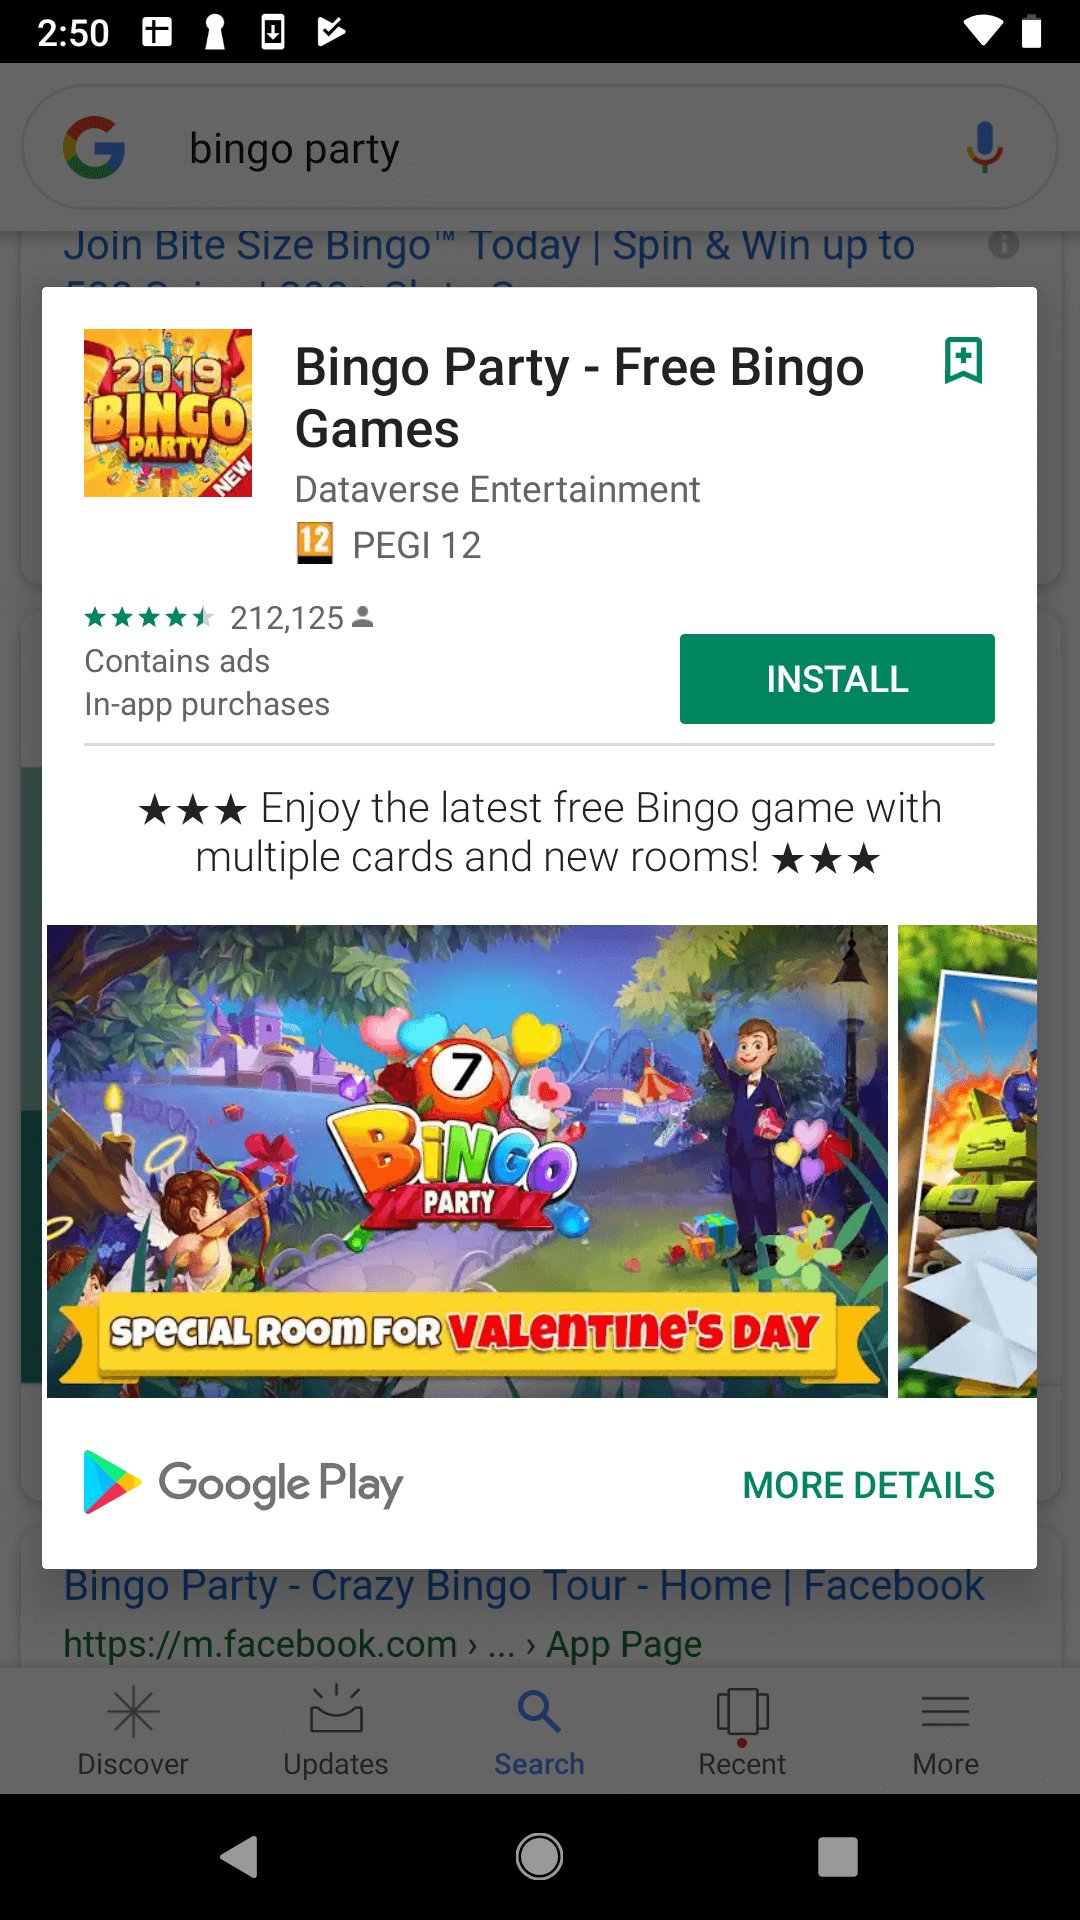 2:50
bingo party
Join Bite Size Bingo™ Today | Spin & Win up to
2019
BINGO
PARTY
NEW
Bingo Party - Free Bingo
Games
Dataverse Entertainment
12 PEGI 12
★★★★★ 212,125
Contains ads
In-app purchases
INSTALL
★★★ Enjoy the latest free Bingo game with
multiple cards and new rooms! ★★★
7
BiNGO
PARTY
SPECIAL ROOM FOR VALENTINE'S DAY
Google Play
MORE DETAILS
Bingo Party - Crazy Bingo Tour - Home | Facebook
https://m.facebook.com › ... › App Page
Discover
Updates
Search
Recent
More